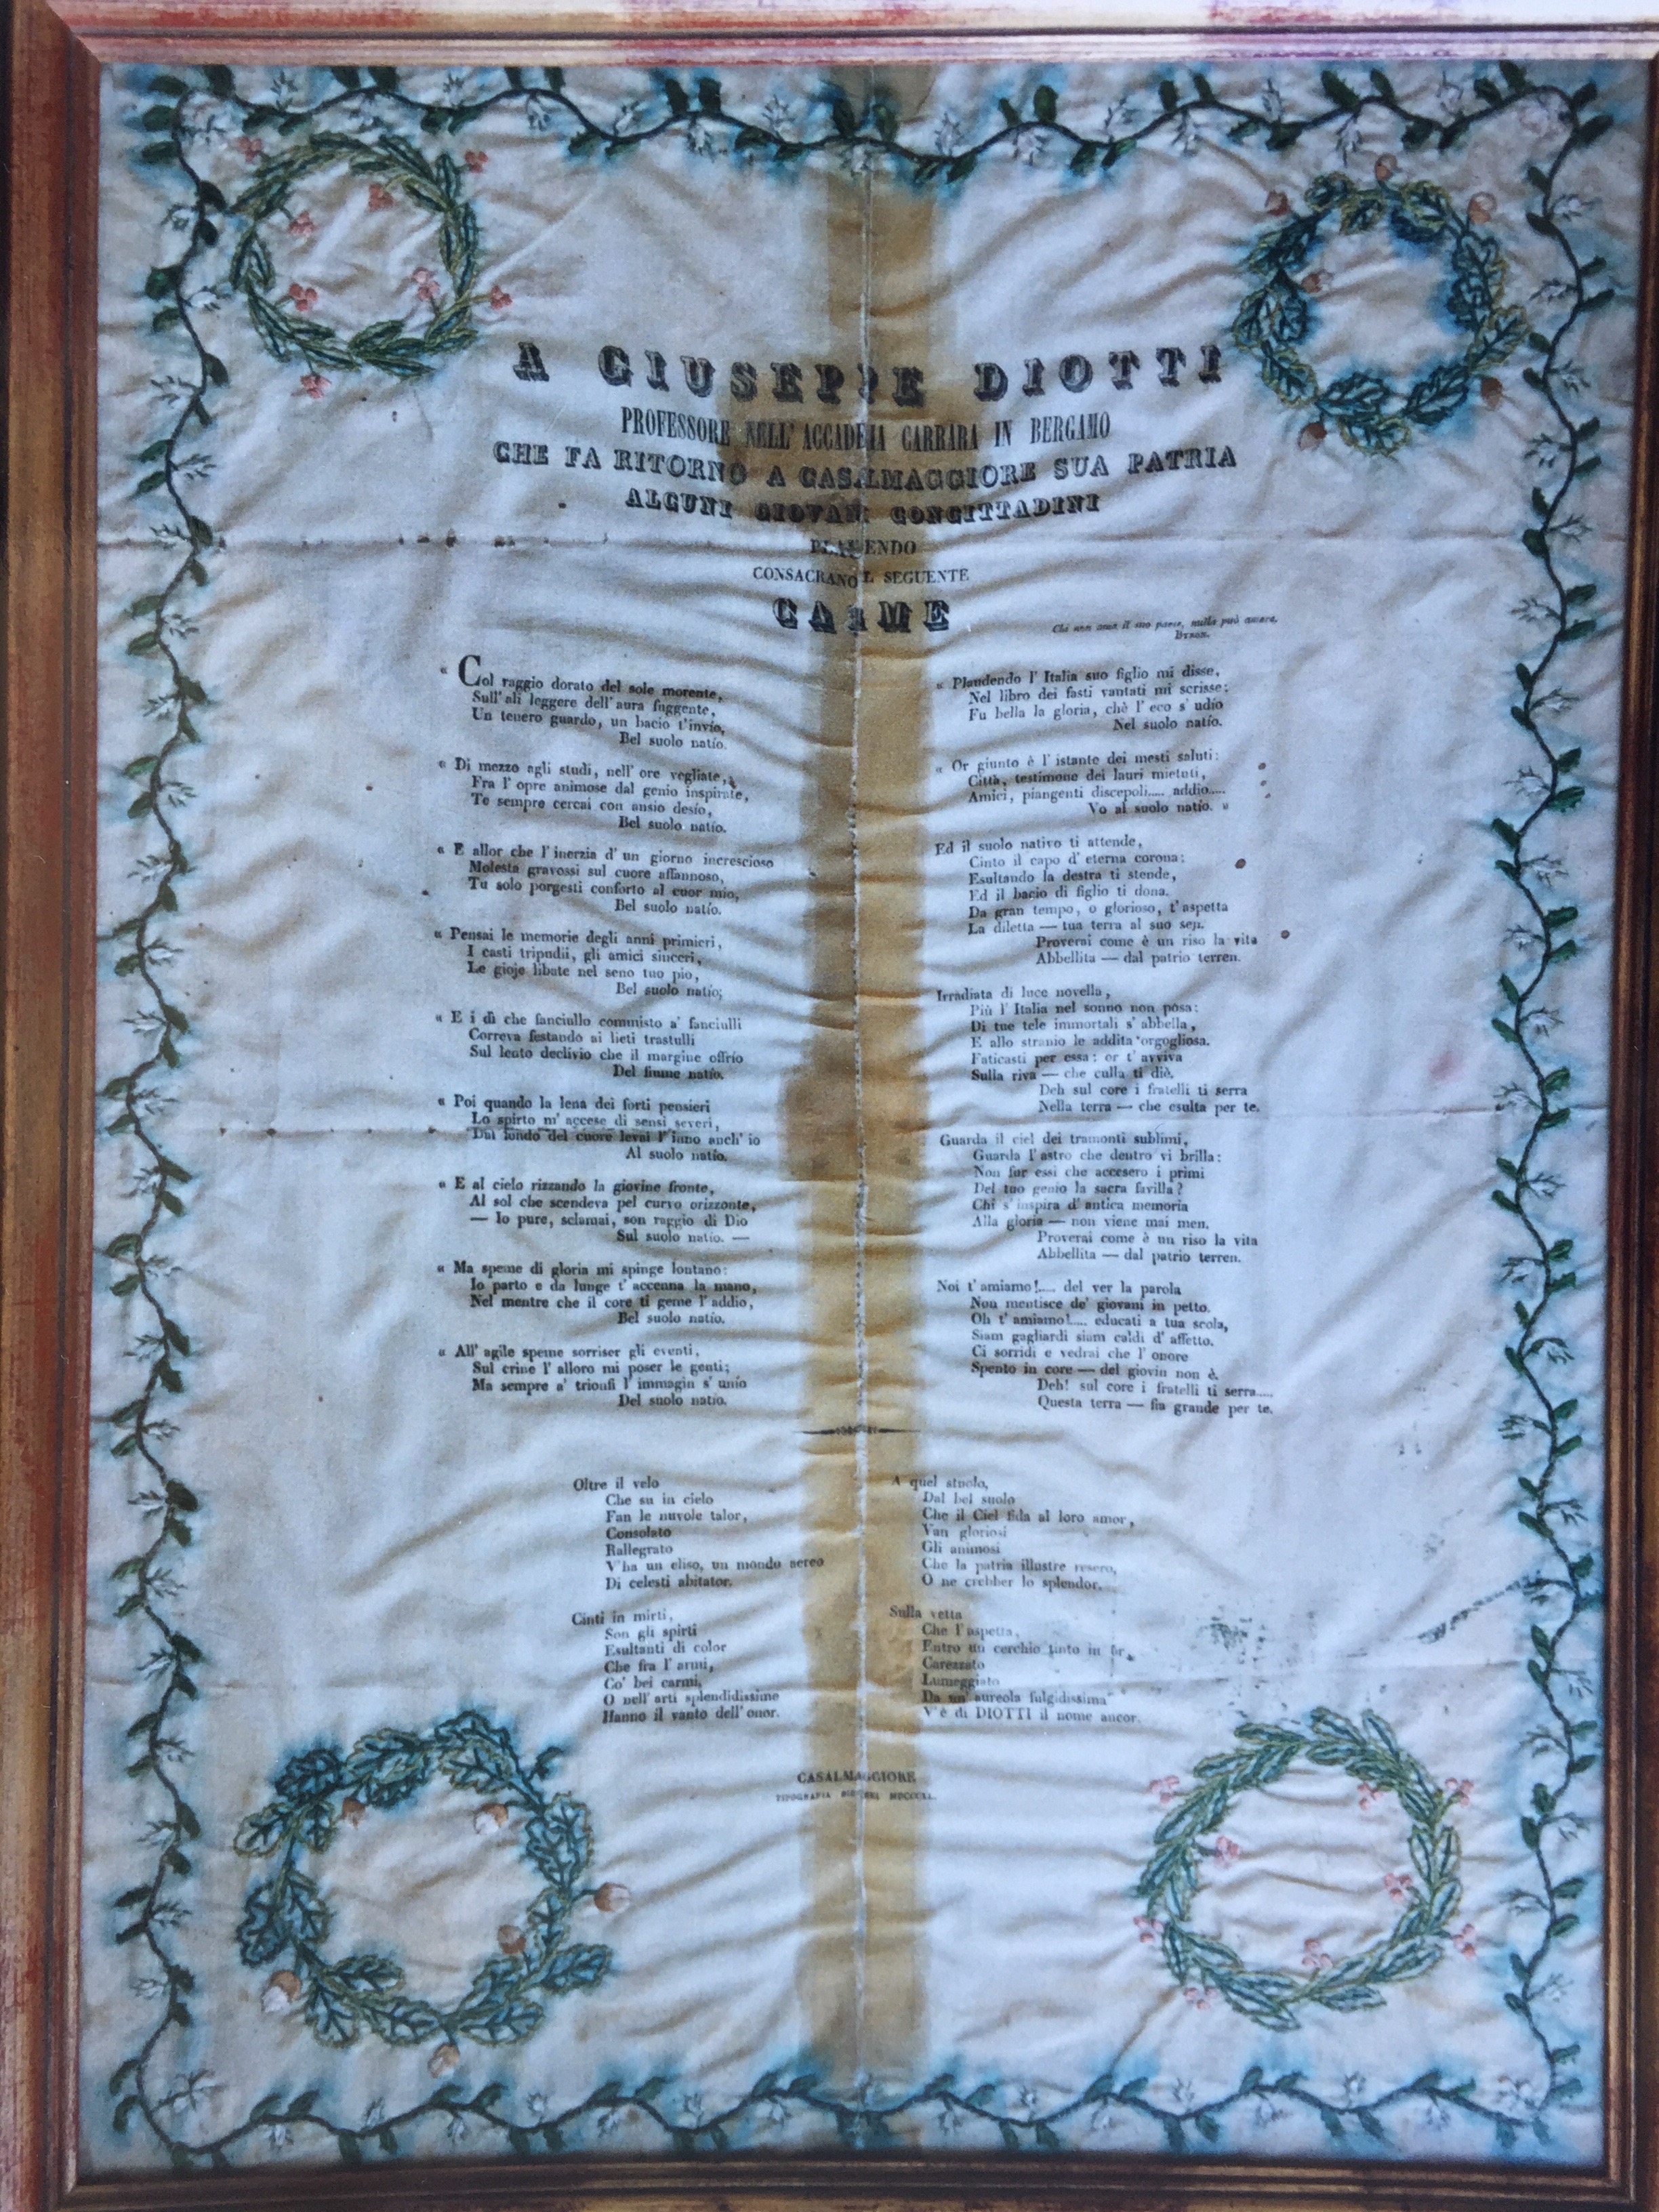 A GIUSEPPE DIOTTI
PROFESSORE NELL' ACCADEMIA CARRARA IN BERGAMO
CHE FA RITORNO A CASALMAGGIORE SUA PATRIA
ALCUNI GIOVANI CONCITTADINI
PLAUDENDO
CONSACRANO IL SEGUENTE
CARME
Chi non ama il suo paese, nulla può amare.
BYRON.
« Col raggio dorato del sole morente,
Sull' ali leggere dell' aura fuggente,
Un tenero guardo, un bacio t'invio,
Bel suolo natío.
« Di mezzo agli studi, nell' ore vegliate,
Fra l' opre animose dal genio inspirate,
Te sempre cercai con ansio desío,
Bel suolo natío.
« E allor che l' inerzia d' un giorno increscioso
Molesta gravossi sul cuore affannoso,
Tu solo porgesti conforto al cuor mio,
Bel suolo natío.
« Pensai le memorie degli anni primieri,
I casti tripudii, gli amici sinceri,
Le gioje libate nel seno tuo pio,
Bel suolo natío;
« E i dì che fanciullo commisto a' fanciulli
Correva festando ai lieti trastulli
Sul lento declivio che il margine offrío
Del fiume natío.
« Poi quando la lena dei forti pensieri
Lo spirto m' accese di sensi severi,
Dal fondo del cuore levai l' inno anch' io
Al suolo natío.
« E al cielo rizzando la giovine fronte,
Al sol che scendeva pel curvo orizzonte,
— Io pure, sclamai, son raggio di Dio
Sul suolo natío. —
« Ma speme di gloria mi spinge lontano:
Io parto e da lunge t' accenna la mano,
Nel mentre che il core ti geme l' addio,
Bel suolo natío.
« All' agile speme sorriser gli eventi,
Sul crine l' alloro mi poser le genti;
Ma sempre a' trionfi l' immagin s' unío
Del suolo natío.
« Plaudendo l' Italia suo figlio mi disse,
Nel libro dei fasti vantati mi scrisse;
Fu bella la gloria, chè l' eco s' udío
Nel suolo natío.
« Or giunto è l' istante dei mesti saluti:
Città, testimone dei lauri mietuti,
Amici, piangenti discepoli..... addio.....
Vo al suolo natío. »
Ed il suolo nativo ti attende,
Cinto il capo d' eterna corona;
Esultando la destra ti stende,
Ed il bacio di figlio ti dona.
Da gran tempo, o glorioso, t'aspetta
La diletta — tua terra al suo sen.
Proverai come è un riso la vita
Abbellita — dal patrio terren.
Irradiata di luce novella,
Più l' Italia nel sonno non posa:
Di tue tele immortali s' abbella,
E allo stranio le addita orgogliosa.
Faticasti per essa: or t' avviva
Sulla riva — che culla ti diè.
Deh sul core i fratelli ti serra
Nella terra — che esulta per te.
Guarda il ciel dei tramonti sublimi,
Guarda l' astro che dentro vi brilla:
Non fur essi che accesero i primi
Del tuo genio la sacra favilla?
Chi s' inspira d' antica memoria
Alla gloria — non viene mai men.
Proverai come è un riso la vita
Abbellita — dal patrio terren.
Noi t' amiamo!..... del ver la parola
Non mentisce de' giovani in petto.
Oh t' amiamo!..... educati a tua scola,
Siam gagliardi siam caldi d' affetto.
Ci sorridi e vedrai che l' onore
Spento in core — del giovin non è.
Deh! sul core i fratelli ti serra.....
Questa terra — fia grande per te.
Oltre il velo
Che su in cielo
Fan le nuvole talor,
Consolato
Rallegrato
V' ha un eliso, un mondo aereo
Di celesti abitator.
Cinti in mirti,
Son gli spirti
Esultanti di color
Che fra l' armi,
Co' bei carmi,
O nell' arti splendidissime
Hanno il vanto dell' onor.
A quel stuolo,
Dal bel suolo
Che il Ciel fida al loro amor,
Van gloriosi
Gli animosi
Che la patria illustre resero,
O ne crebber lo splendor.
Sulla vetta
Che l' aspetta,
Entro un cerchio tinto in or,
Carezzato
Lumeggiato
Da un' aureola fulgidissima
V' è di DIOTTI il nome ancor.
CASALMAGGIORE
TIPOGRAFIA MDCCCXL.